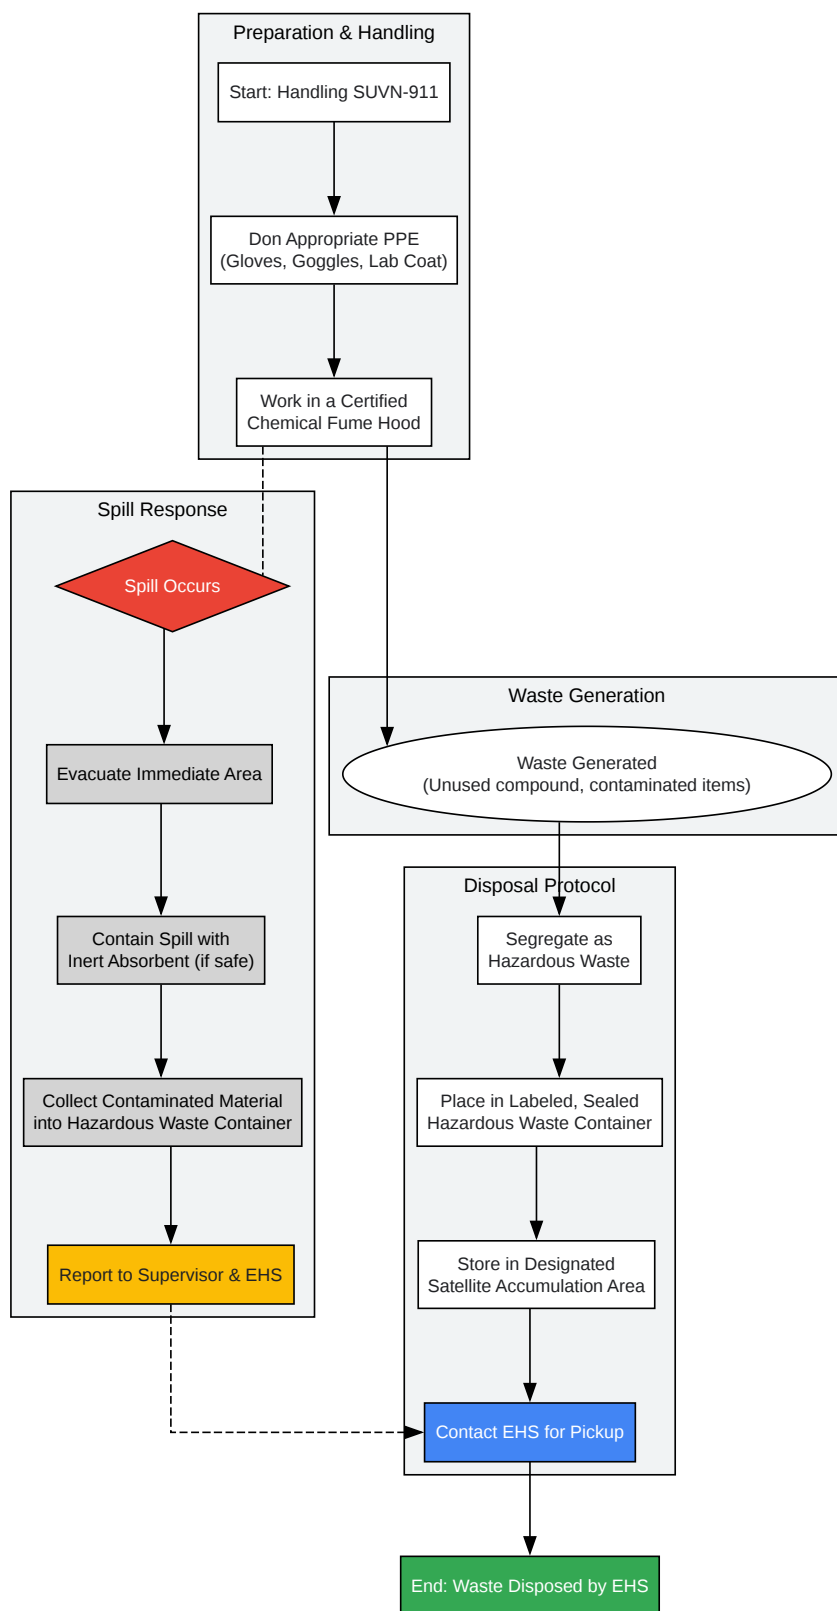 Preparation & Handling
Start: Handling SUVN-911
Don Appropriate PPE
(Gloves, Goggles, Lab Coat)
Work in a Certified
Chemical Fume Hood
Spill Response
Spill Occurs
Evacuate Immediate Area
Contain Spill with
Inert Absorbent (if safe)
Collect Contaminated Material
into Hazardous Waste Container
Report to Supervisor & EHS
Waste Generation
Waste Generated
(Unused compound, contaminated items)
Disposal Protocol
Segregate as
Hazardous Waste
Place in Labeled, Sealed
Hazardous Waste Container
Store in Designated
Satellite Accumulation Area
Contact EHS for Pickup
End: Waste Disposed by EHS